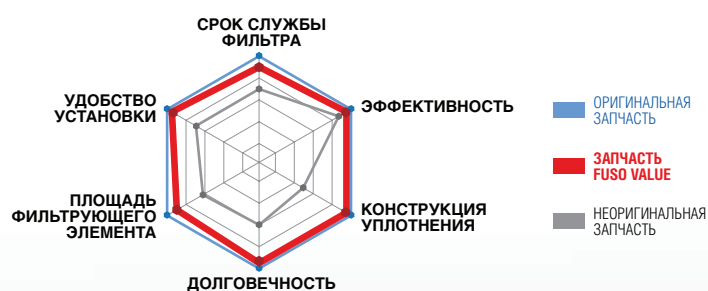 СРОК СЛУЖБЫ
ФИЛЬТРА
УДОБСТВО
УСТАНОВКИ
ЭФФЕКТИВНОСТЬ
ПЛОЩАДЬ
ФИЛЬТРУЮЩЕГО
ЭЛЕМЕНТА
КОНСТРУКЦИЯ
УПЛОТНЕНИЯ
ДОЛГОВЕЧНОСТЬ
ОРИГИНАЛЬНАЯ
ЗАПЧАСТЬ
ЗАПЧАСТЬ
FUSO VALUE
НЕОРИГИНАЛЬНАЯ
ЗАПЧАСТЬ